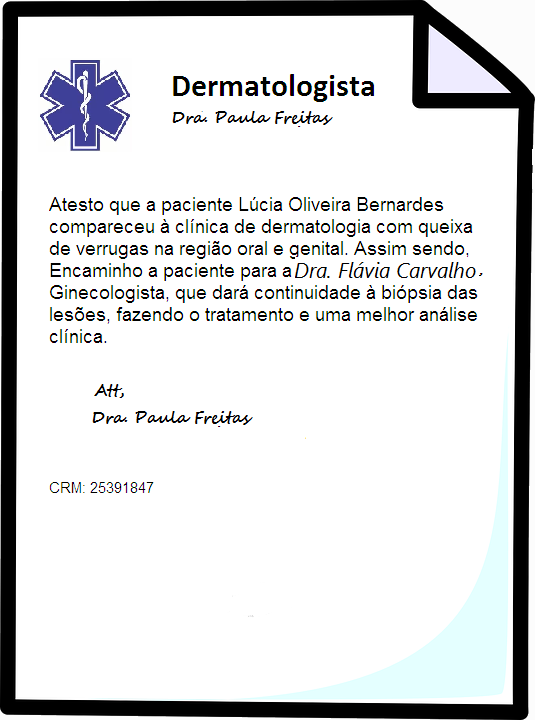 Dermatologista
Dra. Paula Freitas
Atesto que a paciente Lúcia Oliveira Bernardes
compareceu à clínica de dermatologia com queixa
de verrugas na região oral e genital. Assim sendo,
Encaminho a paciente para a Dra. Flávia Carvalho,
Ginecologista, que dará continuidade à biópsia das
lesões, fazendo o tratamento e uma melhor análise
clínica.
Att,
Dra. Paula Freitas
CRM: 25391847